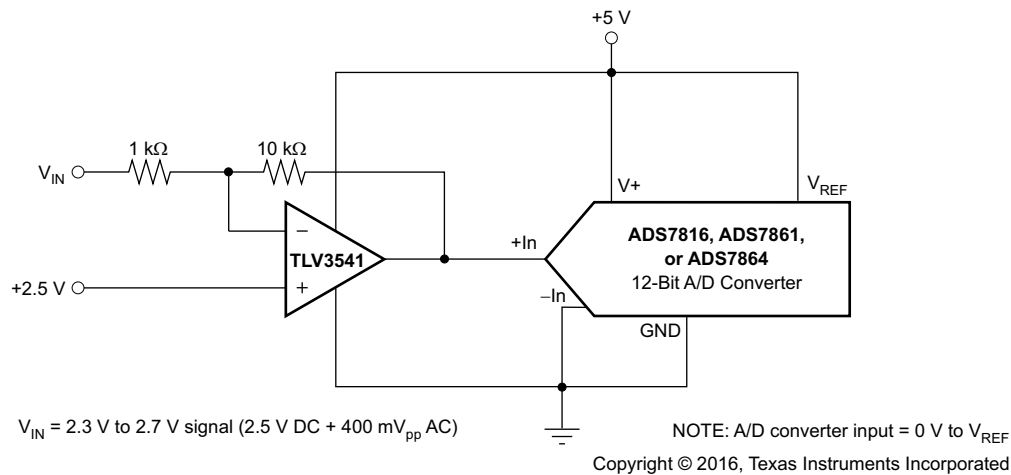 +5 V
1 kΩ
10 kΩ
V_IN
V+
V_REF
−
TLV3541
+
+In
ADS7816, ADS7861,
or ADS7864
12-Bit A/D Converter
+2.5 V
−In
GND
V_IN = 2.3 V to 2.7 V signal (2.5 V DC + 400 mV_pp AC)
NOTE: A/D converter input = 0 V to V_REF
Copyright © 2016, Texas Instruments Incorporated